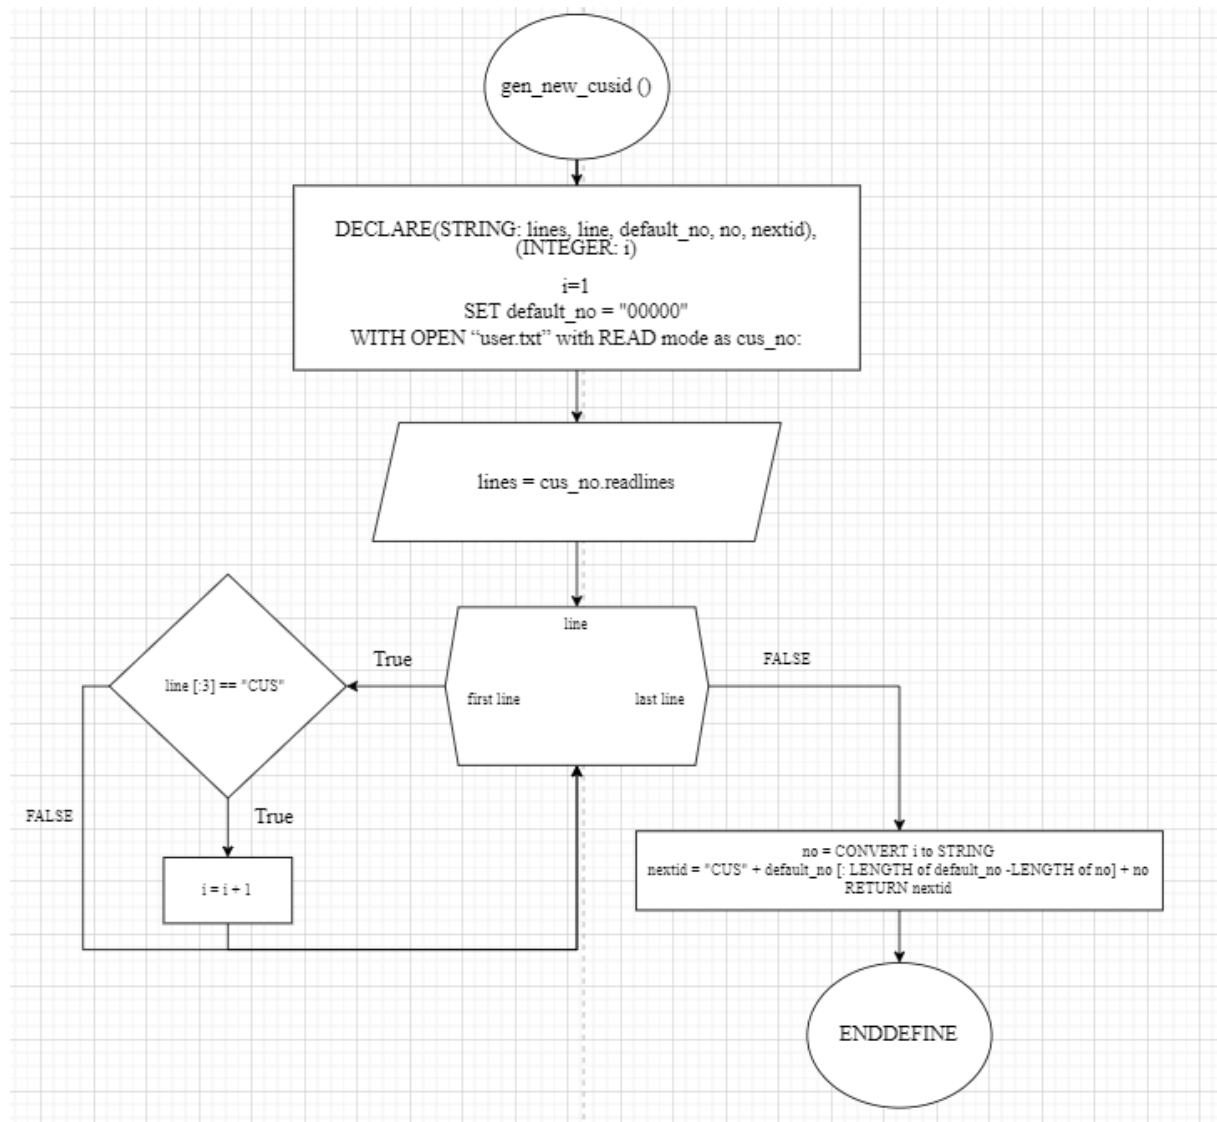 gen_new_cusid ()
DECLARE(STRING: lines, line, default_no, no, nextid),
(INTEGER: i)
i=1
SET default_no = "00000"
WITH OPEN “user.txt” with READ mode as cus_no:
lines = cus_no.readlines
line
first line
last line
True
FALSE
line [:3] == "CUS"
FALSE
True
i = i + 1
no = CONVERT i to STRING
nextid = "CUS" + default_no [: LENGTH of default_no -LENGTH of no] + no
RETURN nextid
ENDDEFINE